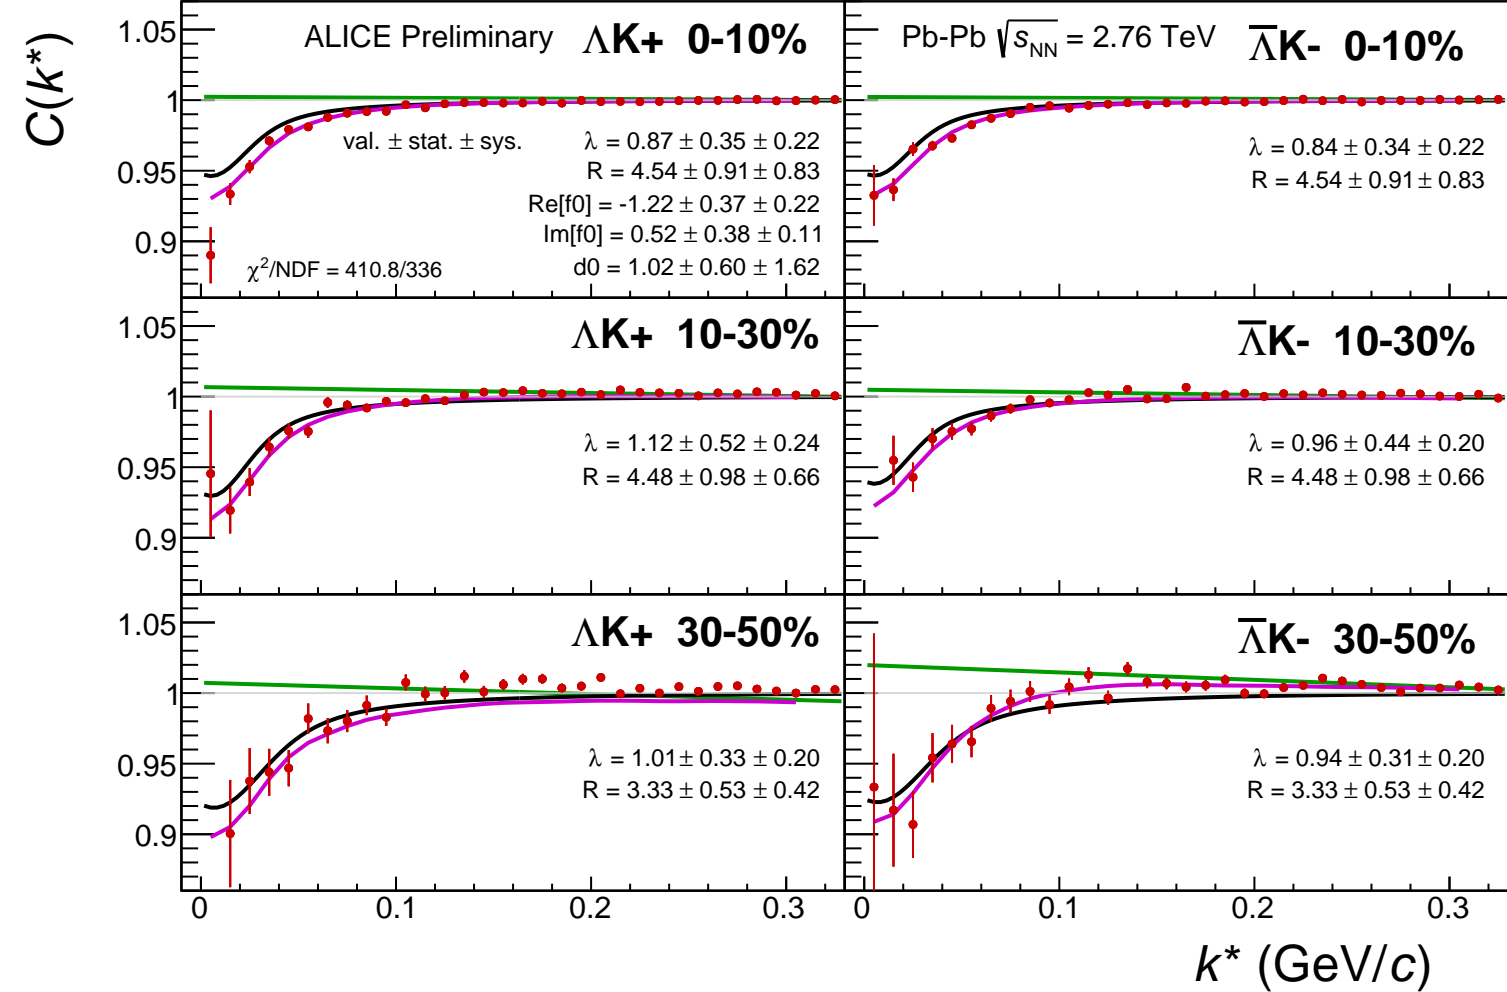 C(k*)
ALICE Preliminary ΛK+ 0-10%
val. ± stat. ± sys.
λ = 0.87 ± 0.35 ± 0.22
R = 4.54 ± 0.91 ± 0.83
Re[f0] = -1.22 ± 0.37 ± 0.22
Im[f0] = 0.52 ± 0.38 ± 0.11
χ²/NDF = 410.8/336
d0 = 1.02 ± 0.60 ± 1.62
1.05
1
0.95
0.9
Pb-Pb √s_NN = 2.76 TeV Λ̅K- 0-10%
λ = 0.84 ± 0.34 ± 0.22
R = 4.54 ± 0.91 ± 0.83
ΛK+ 10-30%
λ = 1.12 ± 0.52 ± 0.24
R = 4.48 ± 0.98 ± 0.66
1.05
1
0.95
0.9
Λ̅K- 10-30%
λ = 0.96 ± 0.44 ± 0.20
R = 4.48 ± 0.98 ± 0.66
ΛK+ 30-50%
λ = 1.01 ± 0.33 ± 0.20
R = 3.33 ± 0.53 ± 0.42
1.05
1
0.95
0.9
Λ̅K- 30-50%
λ = 0.94 ± 0.31 ± 0.20
R = 3.33 ± 0.53 ± 0.42
0 0.1 0.2 0.3
0 0.1 0.2 0.3
k* (GeV/c)